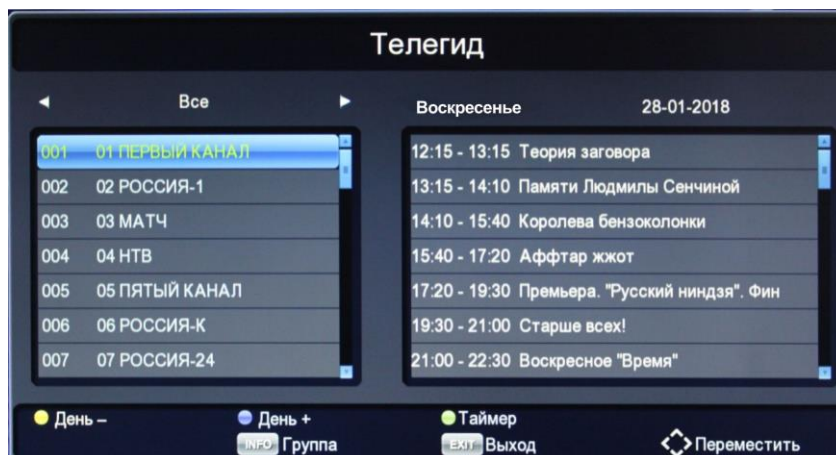 Телегид
Все
001 01 ПЕРВЫЙ КАНАЛ
002 02 РОССИЯ-1
003 03 МАТЧ
004 04 НТВ
005 05 ПЯТЫЙ КАНАЛ
006 06 РОССИЯ-К
007 07 РОССИЯ-24
Воскресенье 28-01-2018
12:15 - 13:15 Теория заговора
13:15 - 14:10 Памяти Людмилы Сенчиной
14:10 - 15:40 Королева бензоколонки
15:40 - 17:20 Аффтар жжот
17:20 - 19:30 Премьера. "Русский ниндзя". Фин
19:30 - 21:00 Старше всех!
21:00 - 22:30 Воскресное "Время"
День – День + Таймер
INFO Группа EXIT Выход Переместить